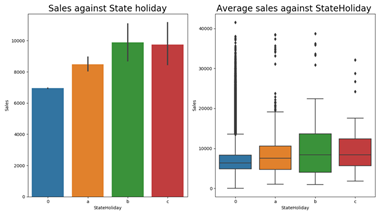 Sales against State holiday
Sales
10000
8000
6000
4000
2000
0
0 a b c
StateHoliday
Average sales against StateHoliday
Sales
40000
30000
20000
10000
0
0 a b c
StateHoliday